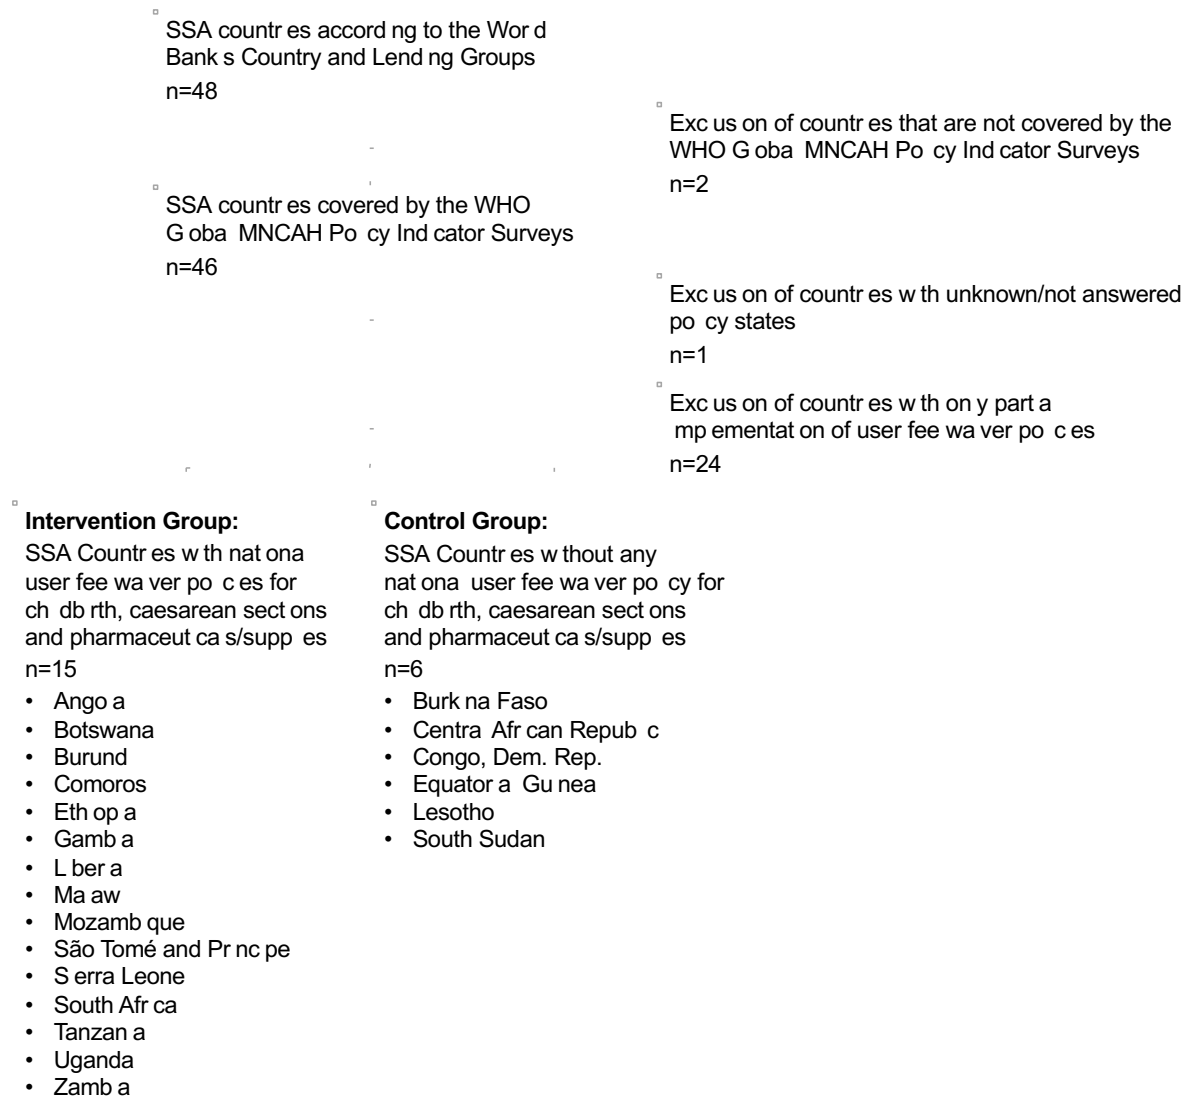 SSA countr es accord ng to the Wor d
Bank s Country and Lend ng Groups
n=48
Exc us on of countr es that are not covered by the
WHO G oba  MNCAH Po  cy Ind cator Surveys
n=2
SSA countr es covered by the WHO
G oba  MNCAH Po  cy Ind cator Surveys
n=46
Exc us on of countr es w th unknown/not answered
po  cy states
n=1
Exc us on of countr es w th on y part a
 mp ementat on of user fee wa ver po  c es
n=24
Intervention Group:
SSA Countr es w th nat ona
user fee wa ver po  c es for
ch  db rth, caesarean sect ons
and pharmaceut ca s/supp  es
n=15
• Ango a
• Botswana
• Burund
• Comoros
• Eth op a
• Gamb a
• L ber a
• Ma aw
• Mozamb que
• São Tomé and Pr nc pe
• S erra Leone
• South Afr ca
• Tanzan a
• Uganda
• Zamb a
Control Group:
SSA Countr es w thout any
nat ona  user fee wa ver po  cy for
ch  db rth, caesarean sect ons
and pharmaceut ca s/supp  es
n=6
• Burk na Faso
• Centra  Afr can Repub  c
• Congo, Dem. Rep.
• Equator a  Gu nea
• Lesotho
• South Sudan